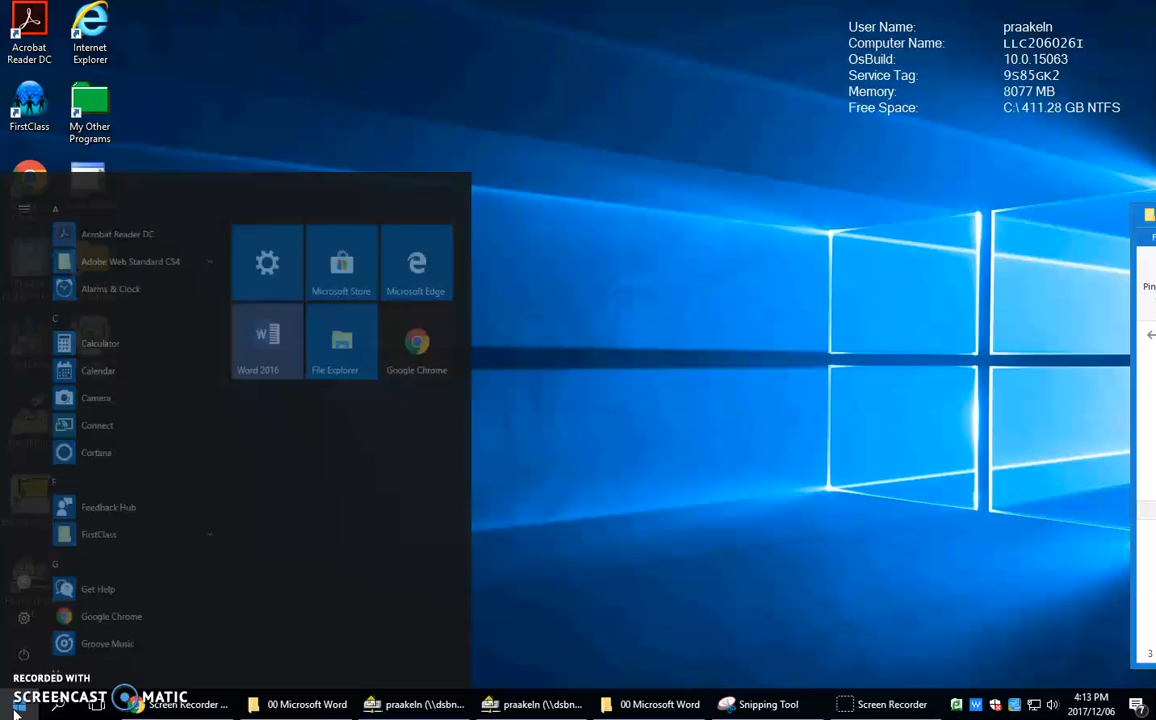 Acrobat
Reader DC
Internet
Explorer
FirstClass
My Other
Programs
User Name: praakeln
Computer Name: LLC206026I
OsBuild: 10.0.15063
Service Tag: 9S85GK2
Memory: 8077 MB
Free Space: C:\ 411.28 GB NTFS
A
Acrobat Reader DC
Adobe Web Standard CS4
Alarms & Clock
C
Calculator
Calendar
Camera
Connect
Cortana
F
Feedback Hub
FirstClass
G
Get Help
Google Chrome
Groove Music
Microsoft Store
Microsoft Edge
Word 2016
File Explorer
Google Chrome
Pin
3
RECORDED WITH
SCREENCAST MATIC
Screen Recorder ...
00 Microsoft Word
praakeln (\\dsbn...
praakeln (\\dsbn...
00 Microsoft Word
Snipping Tool
Screen Recorder
4:13 PM
2017/12/06
7